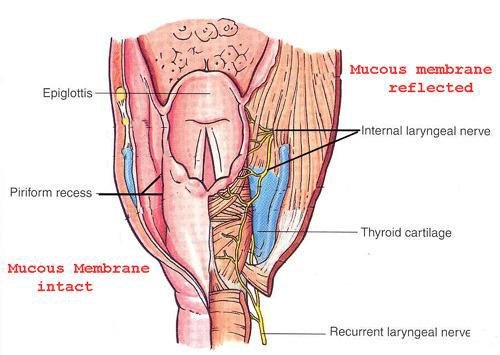 Mucous membrane
reflected
Epiglottis
Internal laryngeal nerve
Piriform recess
Thyroid cartilage
Mucous Membrane
intact
Recurrent laryngeal nerve